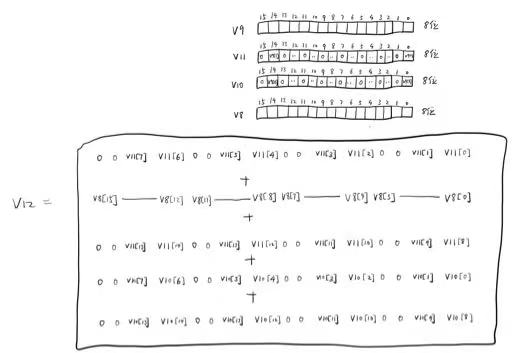 15 14 13 12 11 10 9 8 7 6 5 4 3 2 1 0
V9 8位
15 14 13 12 11 10 9 8 7 6 5 4 3 2 1 0
V11 0 0 0 0 0 0 0 8位
15 14 13 12 11 10 9 8 7 6 5 4 3 2 1 0
V10 0 0 0 0 0 0 0 8位
15 14 13 12 11 10 9 8 7 6 5 4 3 2 1 0
V8 8位
0 0 V11[7] V11[6] 0 0 V11[5] V11[4] 0 0 V11[3] V11[2] 0 0 V11[1] V11[0]
+
V12 = V8[15] — V8[12] V8[11] — V8[8] V8[7] — V8[4] V8[3] — V8[0]
+
0 0 V11[15] V11[14] 0 0 V11[13] V11[12] 0 0 V11[11] V11[10] 0 0 V11[9] V11[8]
+
0 0 V10[7] V10[6] 0 0 V10[5] V10[4] 0 0 V10[3] V10[2] 0 0 V10[1] V10[0]
+
0 0 V10[15] V10[14] 0 0 V10[13] V10[12] 0 0 V10[11] V10[10] 0 0 V10[9] V10[8]